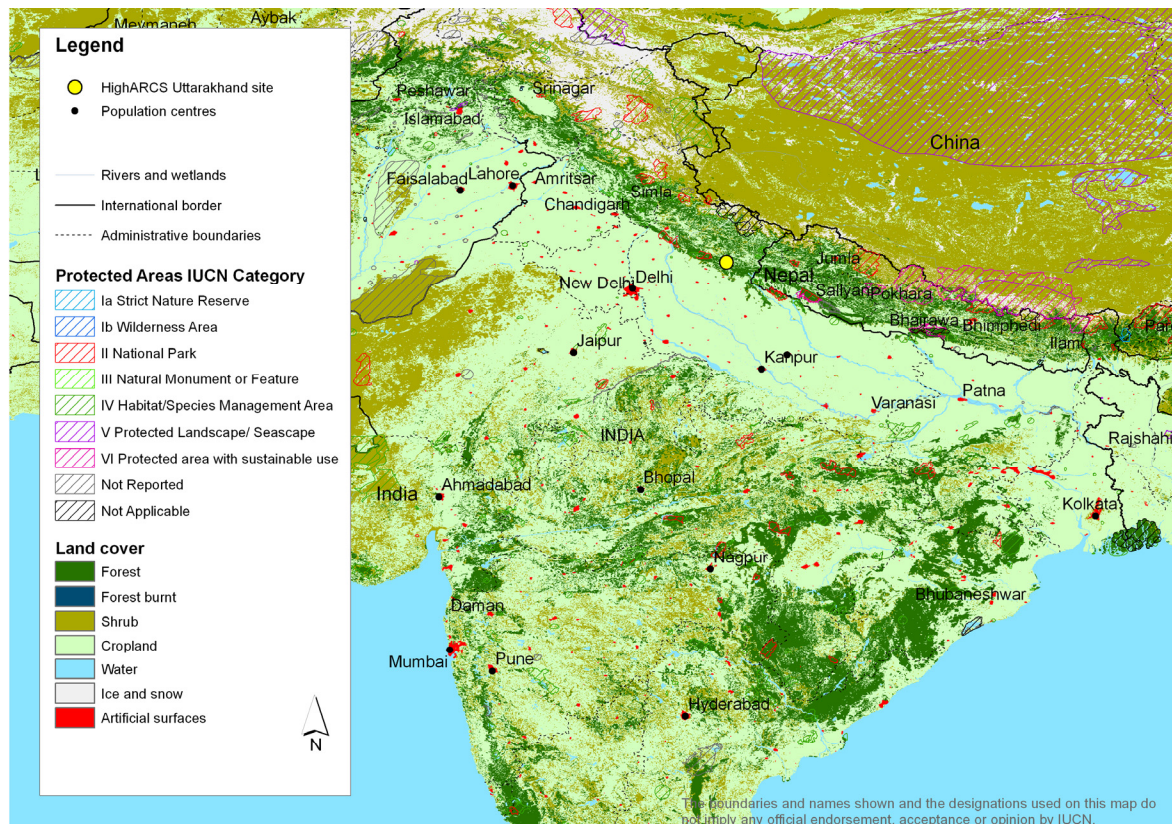 Meymaneh
Aybak
Legend
HighARCS Uttarakhand site
Population centres
Rivers and wetlands
International border
Administrative boundaries
Protected Areas IUCN Category
Ia Strict Nature Reserve
Ib Wilderness Area
II National Park
III Natural Monument or Feature
IV Habitat/Species Management Area
V Protected Landscape/ Seascape
VI Protected area with sustainable use
Not Reported
Not Applicable
Land cover
Forest
Forest burnt
Shrub
Cropland
Water
Ice and snow
Artificial surfaces
N
Peshawar
Srinagar
Islamabad
China
Faisalabad
Lahore
Amritsar
Simla
Chandigarh
Jumla
Nepal
New Delhi
Delhi
Sallyan
Pokhara
Bhairawa
Bhimphedi
Ilam
Jaipur
Kanpur
Varanasi
Patna
INDIA
Rajshahi
India
Ahmadabad
Bhopal
Kolkata
Nagpur
Bhubaneshwar
Daman
Mumbai
Pune
Hyderabad
The boundaries and names shown and the designations used on this map do
not imply any official endorsement, acceptance or opinion by IUCN.